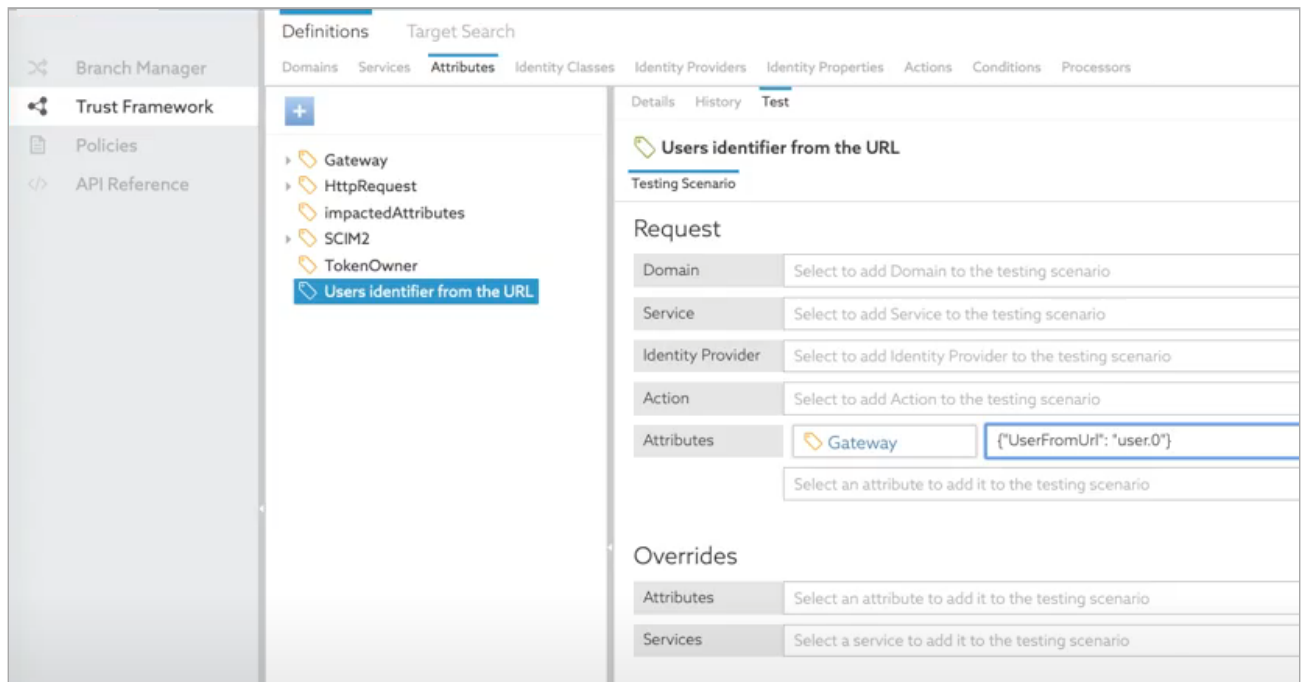 Definitions Target Search
Branch Manager
Trust Framework
Policies
API Reference
Domains Services Attributes Identity Classes Identity Providers Identity Properties Actions Conditions Processors
Gateway
HttpRequest
impactedAttributes
SCIM2
TokenOwner
Users identifier from the URL
Details History Test
Users identifier from the URL
Testing Scenario
Request
Domain Select to add Domain to the testing scenario
Service Select to add Service to the testing scenario
Identity Provider Select to add Identity Provider to the testing scenario
Action Select to add Action to the testing scenario
Attributes Gateway {"UserFromUrl": "user.0"}
Select an attribute to add it to the testing scenario
Overrides
Attributes Select an attribute to add it to the testing scenario
Services Select a service to add it to the testing scenario